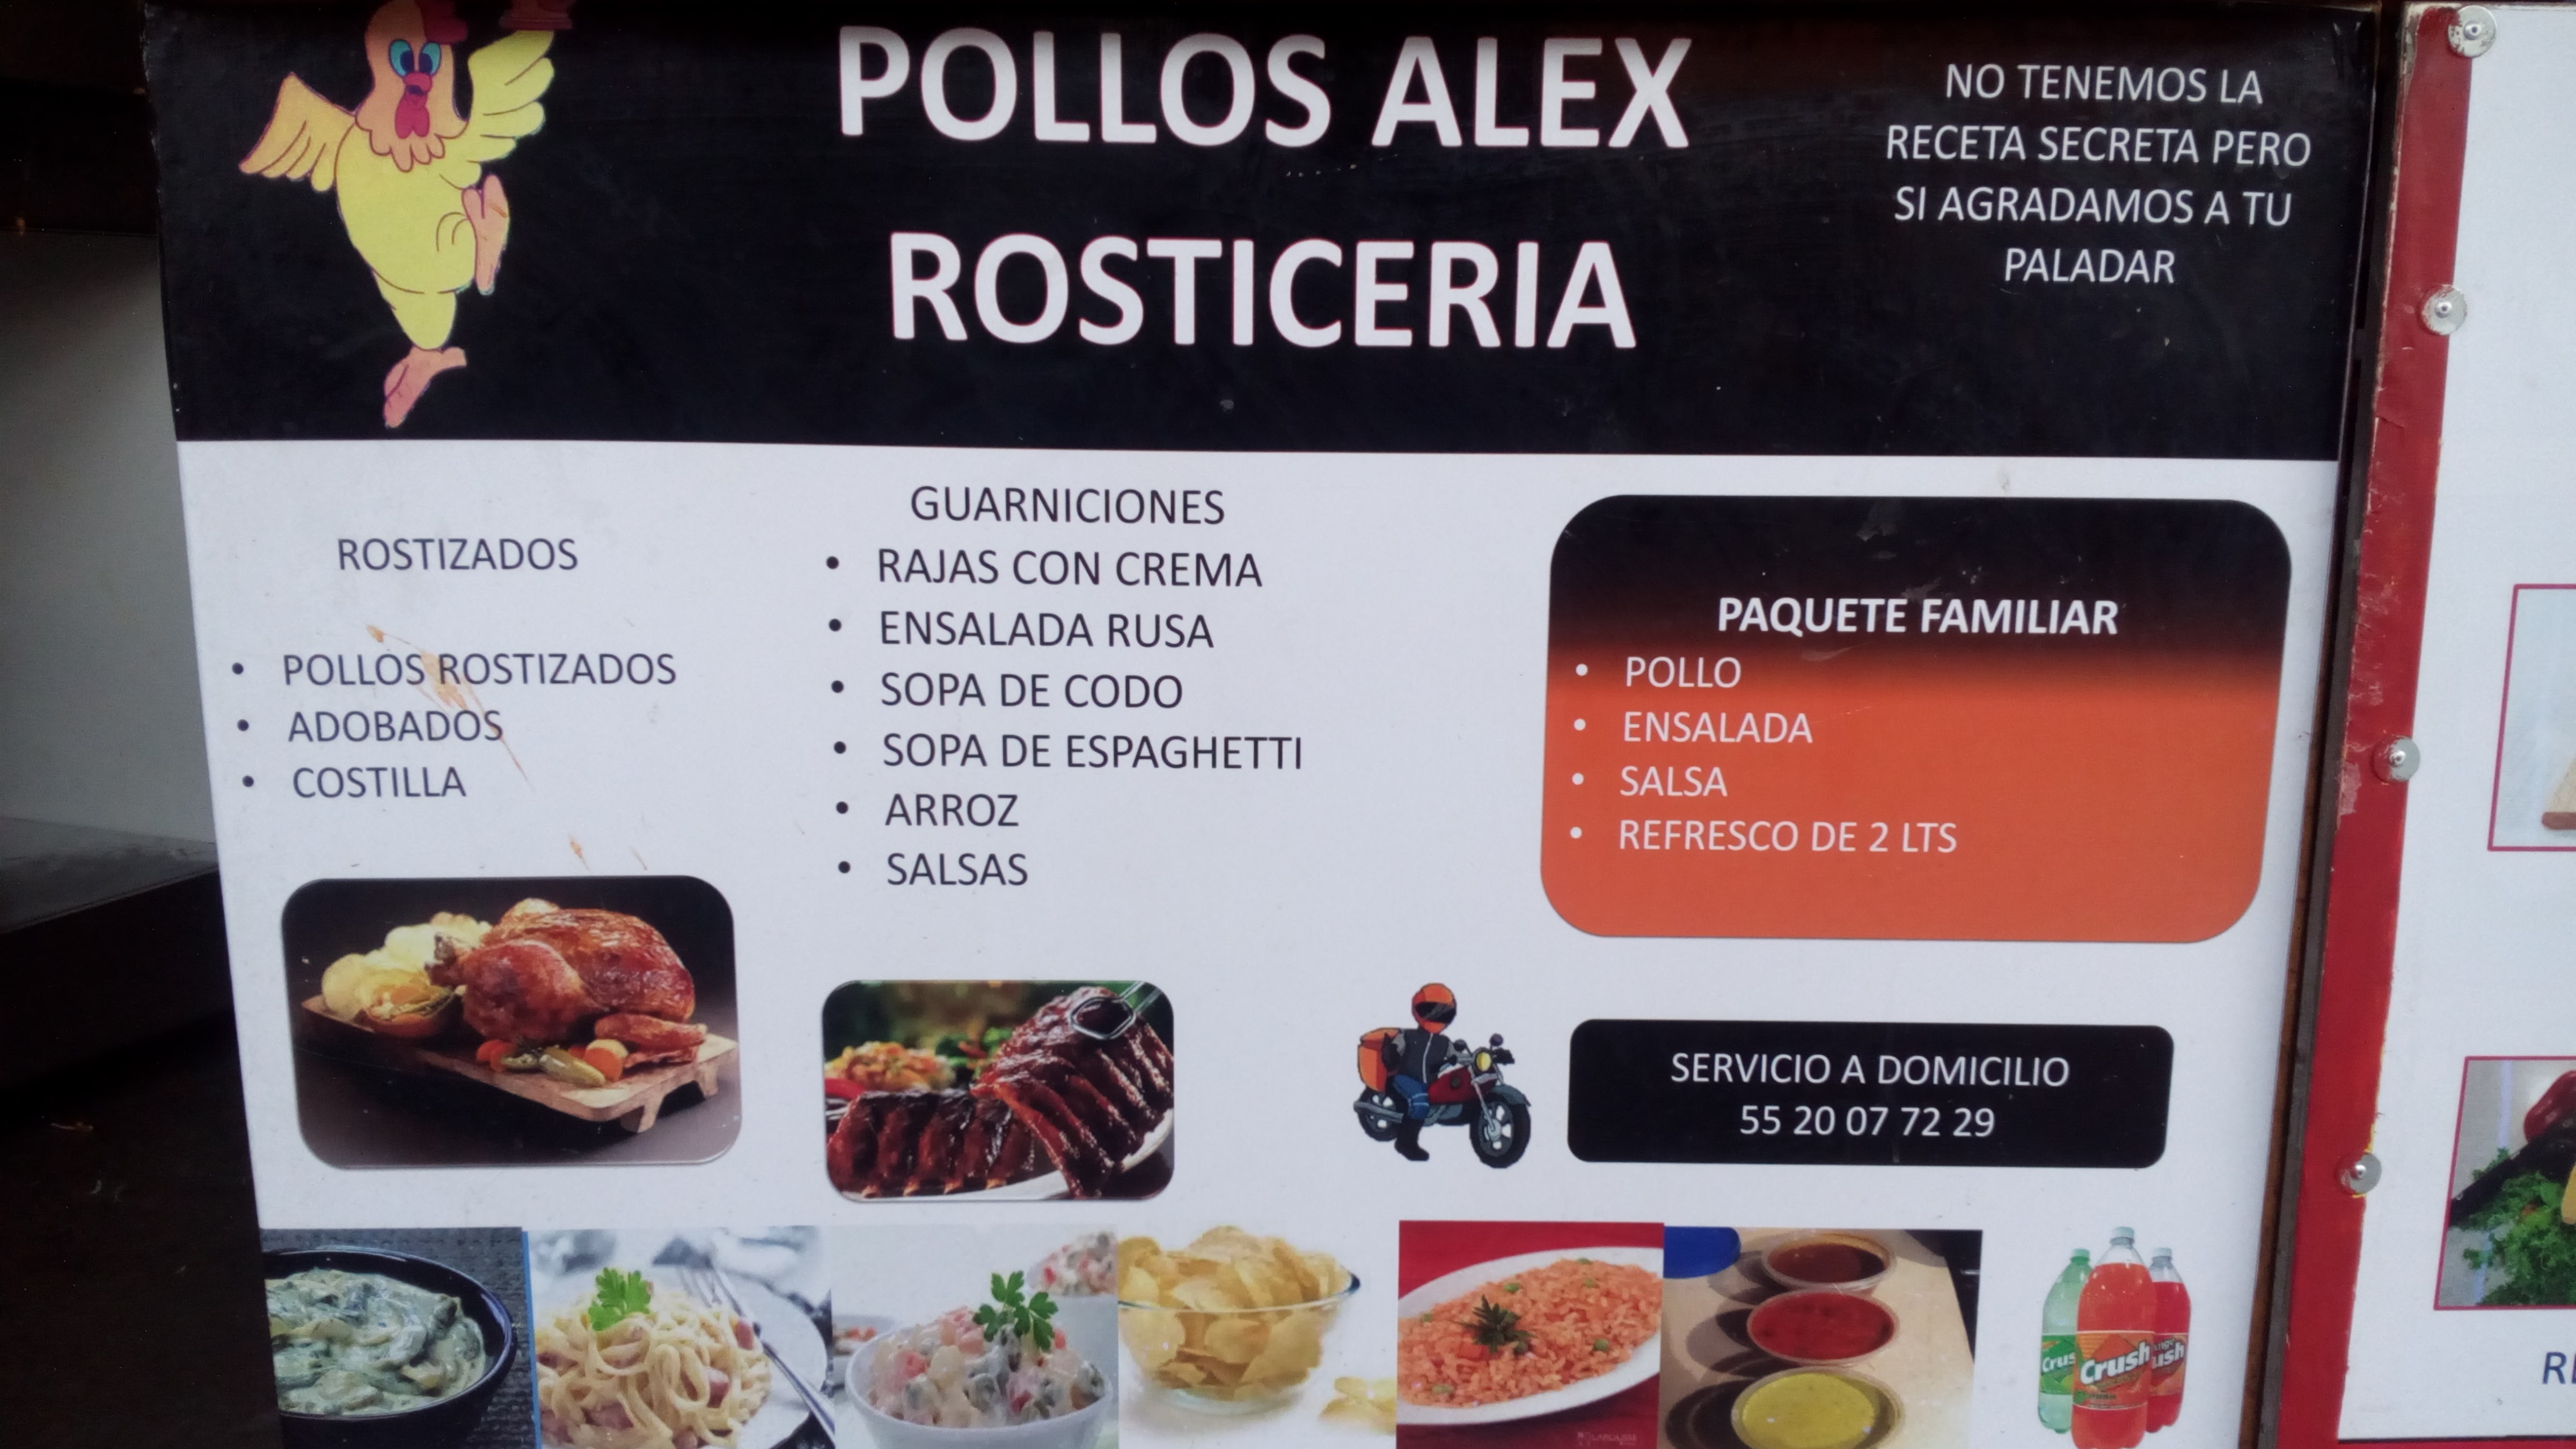 POLLOS ALEX
ROSTICERIA
NO TENEMOS LA
RECETA SECRETA PERO
SI AGRADAMOS A TU
PALADAR
ROSTIZADOS
• POLLOS ROSTIZADOS
• ADOBADOS
• COSTILLA
GUARNICIONES
• RAJAS CON CREMA
• ENSALADA RUSA
• SOPA DE CODO
• SOPA DE ESPAGHETTI
• ARROZ
• SALSAS
PAQUETE FAMILIAR
• POLLO
• ENSALADA
• SALSA
• REFRESCO DE 2 LTS
SERVICIO A DOMICILIO
55 20 07 72 29
Crush